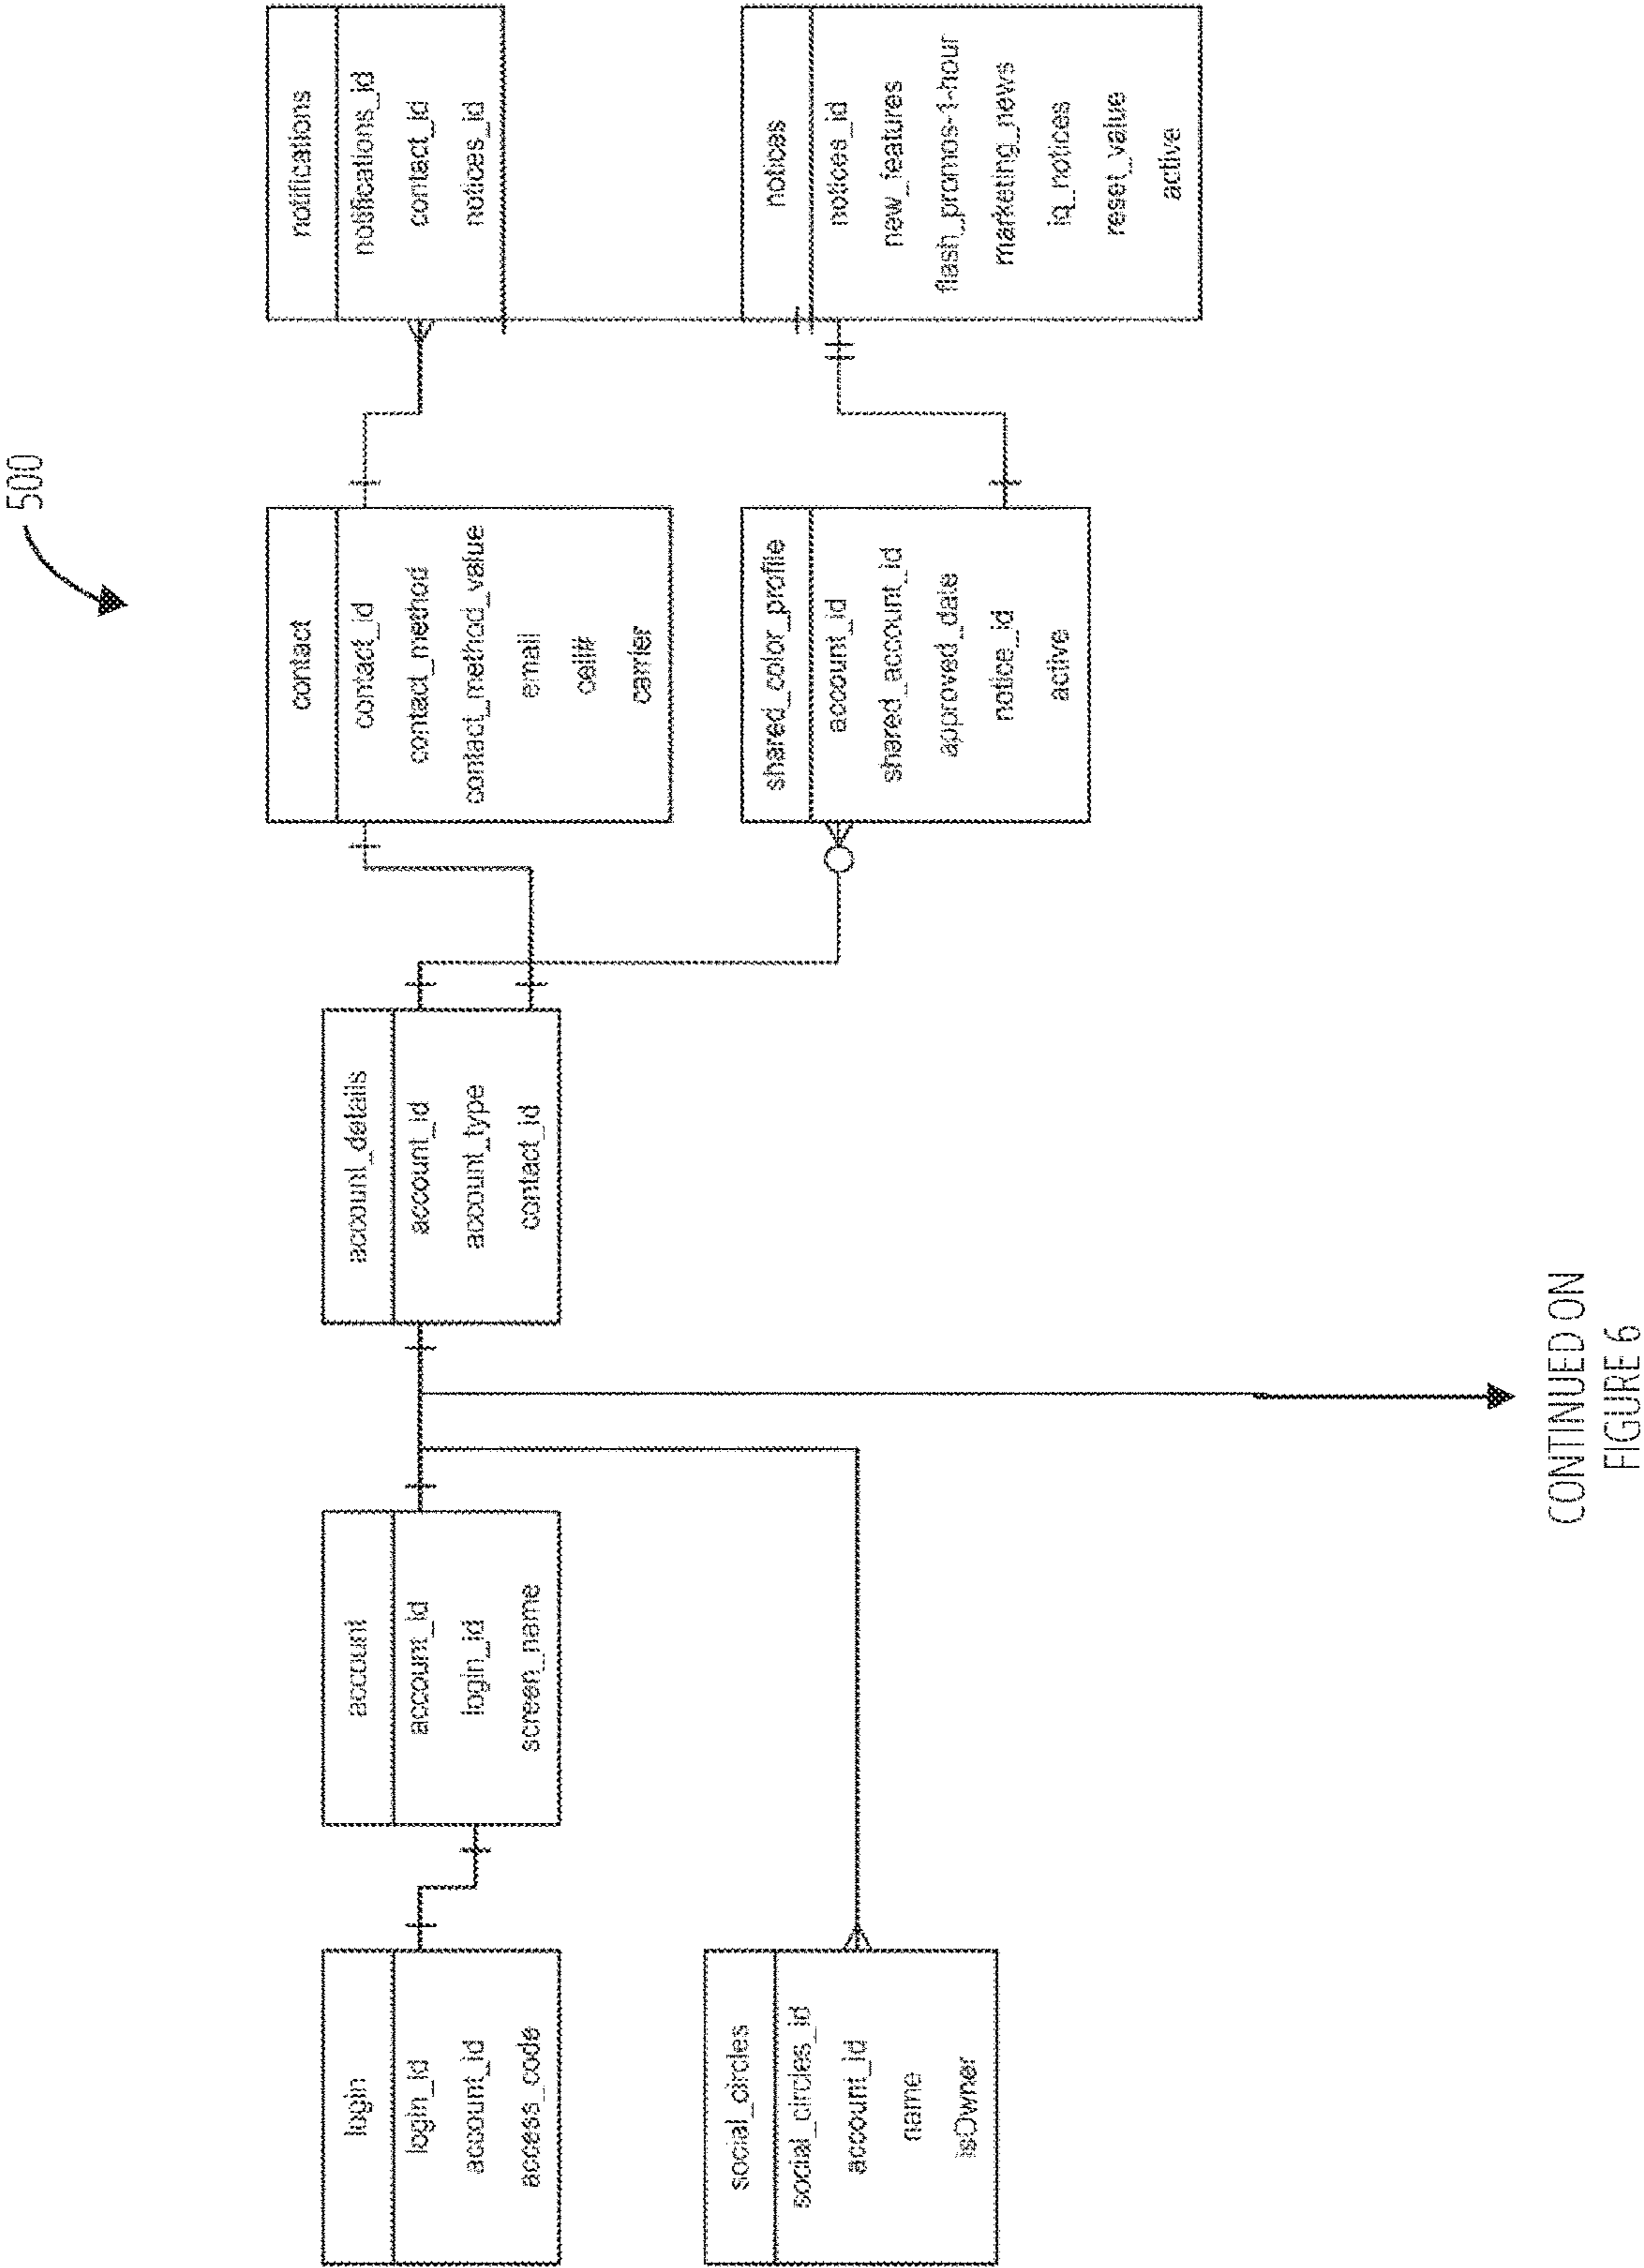 500
login
login_id
account_id
access_code
account
account_id
login_id
screen_name
account_details
account_id
account_type
contact_id
contact
contact_id
contact_method
contact_method_value
email
cell#
carrier
notifications
notifications_id
contact_id
notices_id
social_circles
social_circles_id
account_id
name
isOwner
shared_color_profile
account_id
shared_account_id
approved_date
notice_id
active
notices
notices_id
new_features
flash_promos-1-hour
marketing_news
iq_notices
reset_value
active
CONTINUED ON
FIGURE 6